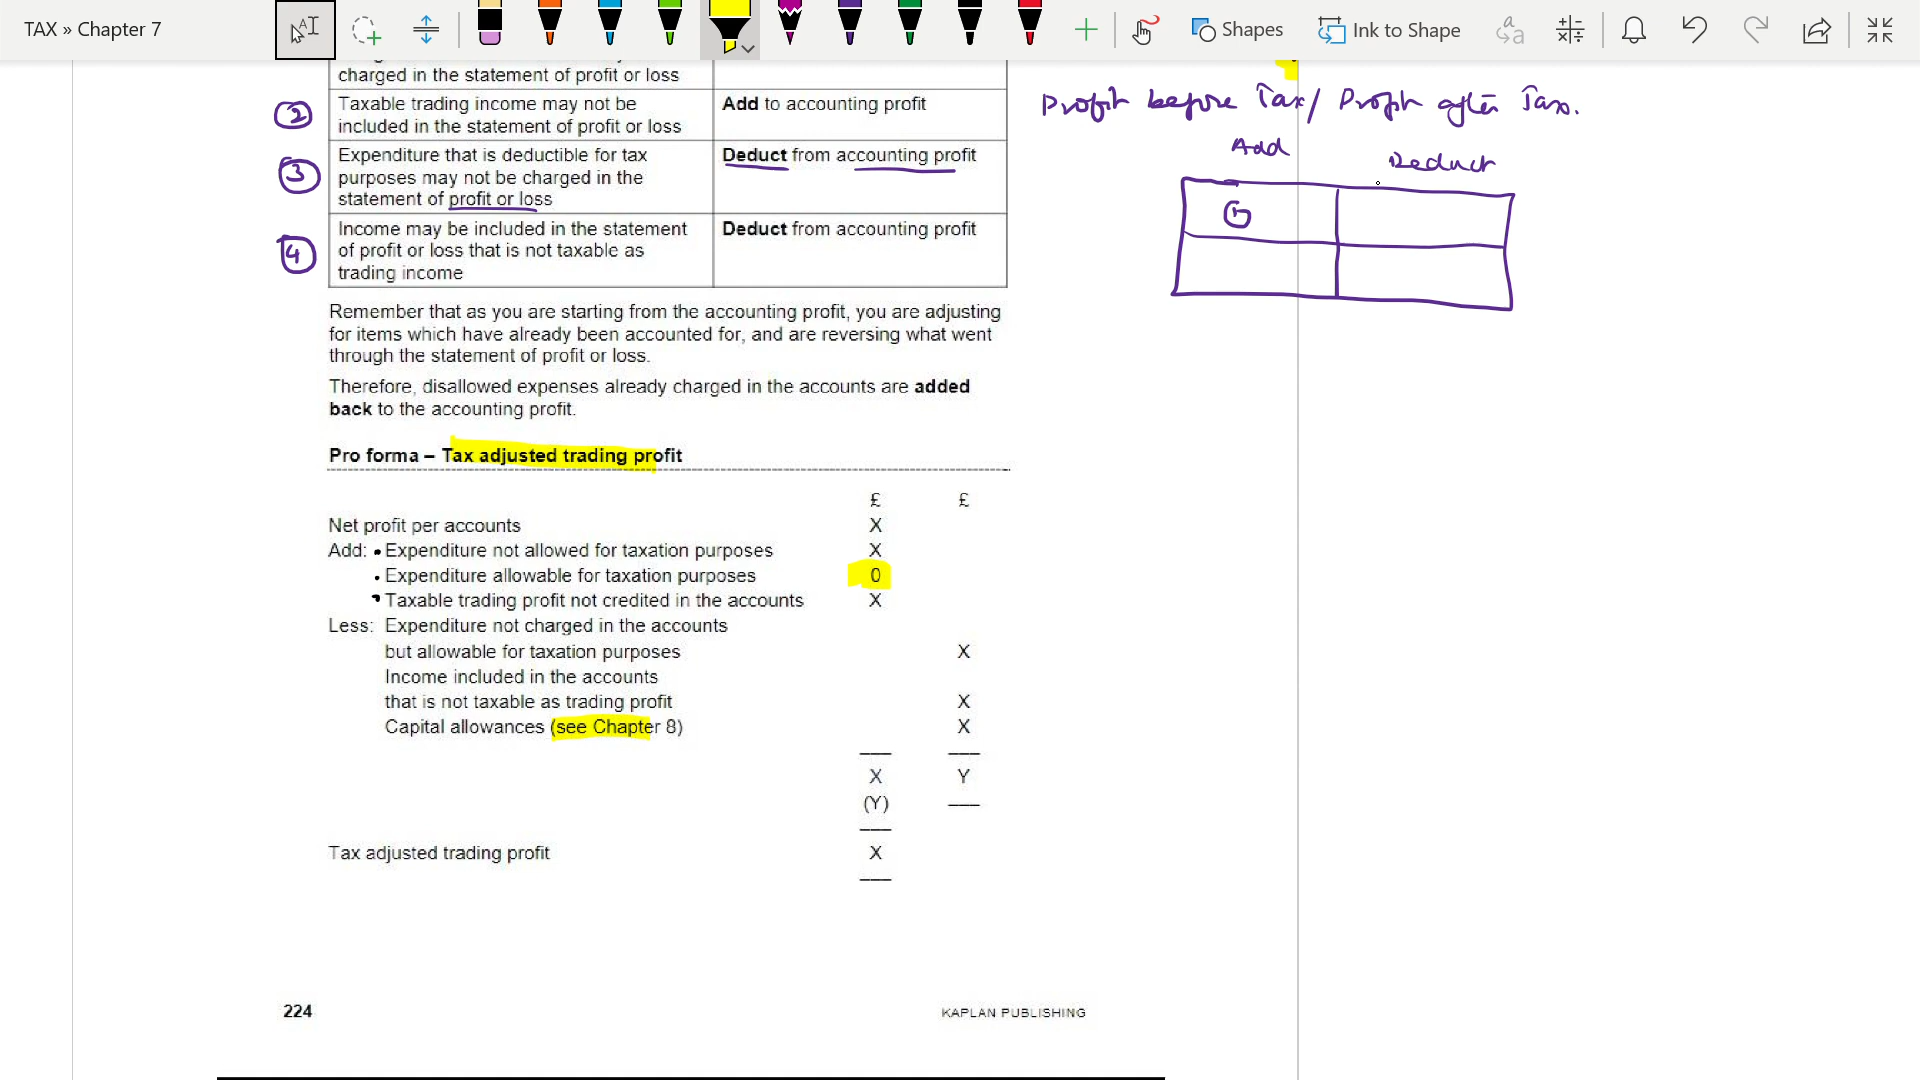 TAX » Chapter 7
Shapes
Ink to Shape
charged in the statement of profit or loss
2
Taxable trading income may not be
included in the statement of profit or loss
Add to accounting profit
3
Expenditure that is deductible for tax
purposes may not be charged in the
statement of profit or loss
Deduct from accounting profit
4
Income may be included in the statement
of profit or loss that is not taxable as
trading income
Deduct from accounting profit
Remember that as you are starting from the accounting profit, you are adjusting
for items which have already been accounted for, and are reversing what went
through the statement of profit or loss.
Therefore, disallowed expenses already charged in the accounts are added
back to the accounting profit.
Pro forma – Tax adjusted trading profit
£ £
Net profit per accounts X
Add: • Expenditure not allowed for taxation purposes X
• Expenditure allowable for taxation purposes 0
Taxable trading profit not credited in the accounts X
Less: Expenditure not charged in the accounts
but allowable for taxation purposes X
Income included in the accounts
that is not taxable as trading profit X
Capital allowances (see Chapter 8) X
X Y
(Y)
Tax adjusted trading profit X
224
KAPLAN PUBLISHING
Profit before Tax / Profit after Tax.
Add
Deduct